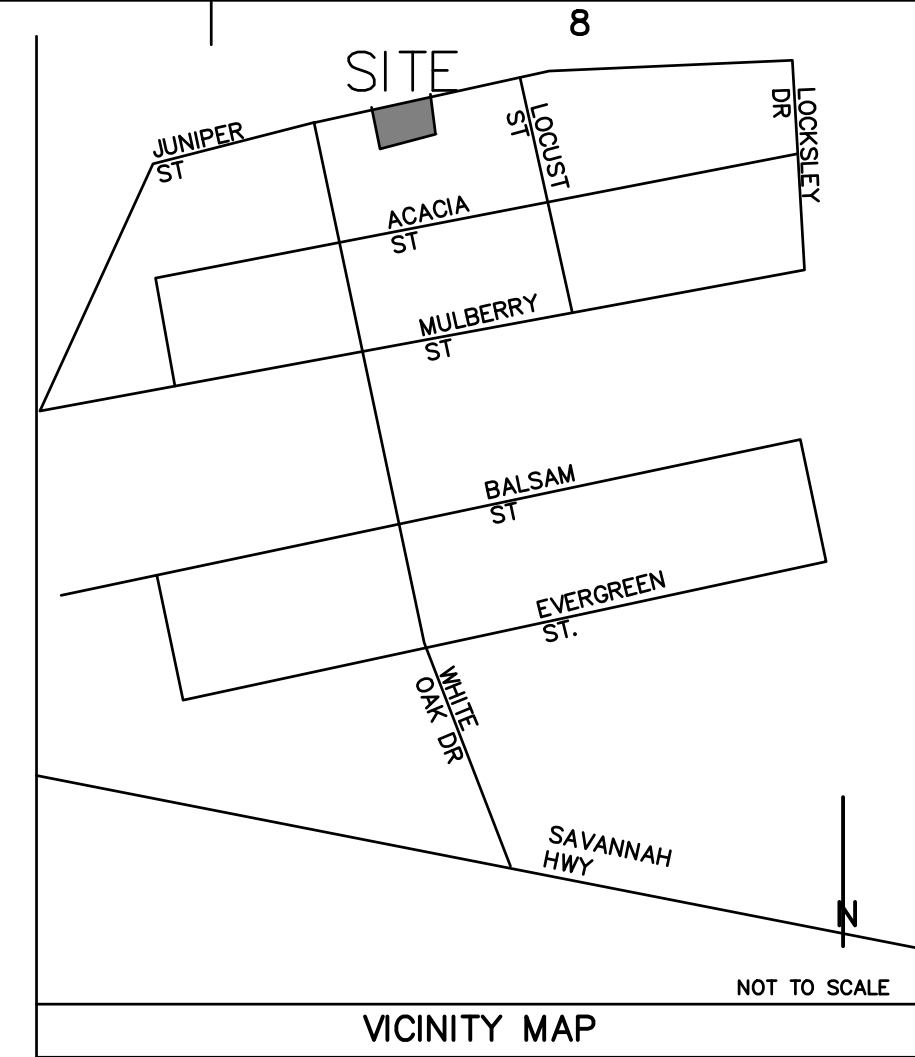 8
SITE
JUNIPER
ST
LOCUST
ST
LOCKSLEY
DR
ACACIA
ST
MULBERRY
ST
BALSAM
ST
EVERGREEN
ST.
WHITE
OAK DR
SAVANNAH
HWY
N
NOT TO SCALE
VICINITY MAP